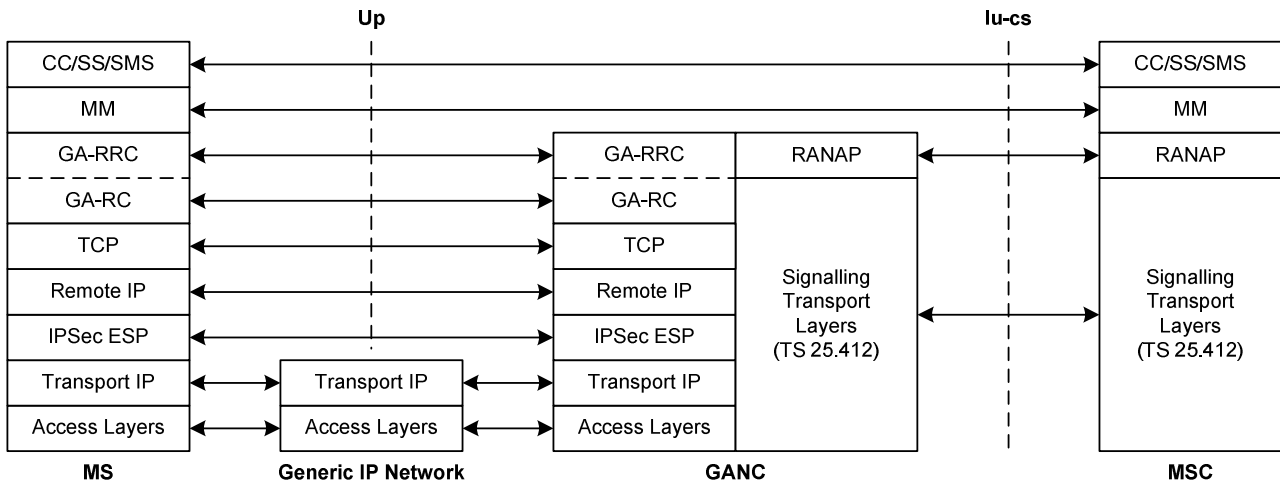 Up
Iu-cs
CC/SS/SMS
CC/SS/SMS
MM
MM
GA-RRC
GA-RRC
RANAP
RANAP
GA-RC
GA-RC
TCP
TCP
Remote IP
Remote IP
Signalling
Transport
Layers
(TS 25.412)
Signalling
Transport
Layers
(TS 25.412)
IPSec ESP
IPSec ESP
Transport IP
Transport IP
Transport IP
Access Layers
Access Layers
Access Layers
MS
Generic IP Network
GANC
MSC